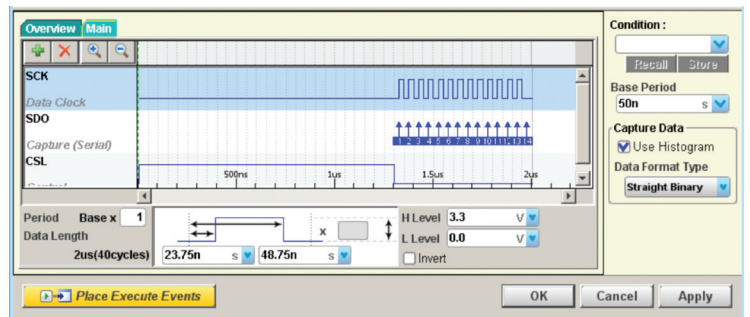 Overview Main
SCK
Data Clock
SDO
Capture (Serial)
1 2 3 4 5 6 7 8 9 10 11 12 13 14
CSL
500ns 1us 1.5us 2us
Period Base x 1
Data Length
2us(40cycles)
23.75n s 48.75n s
x
H Level 3.3 V
L Level 0.0 V
Invert
Condition :
Recall Store
Base Period
50n s
Capture Data
Use Histogram
Data Format Type
Straight Binary
Place Execute Events
OK Cancel Apply